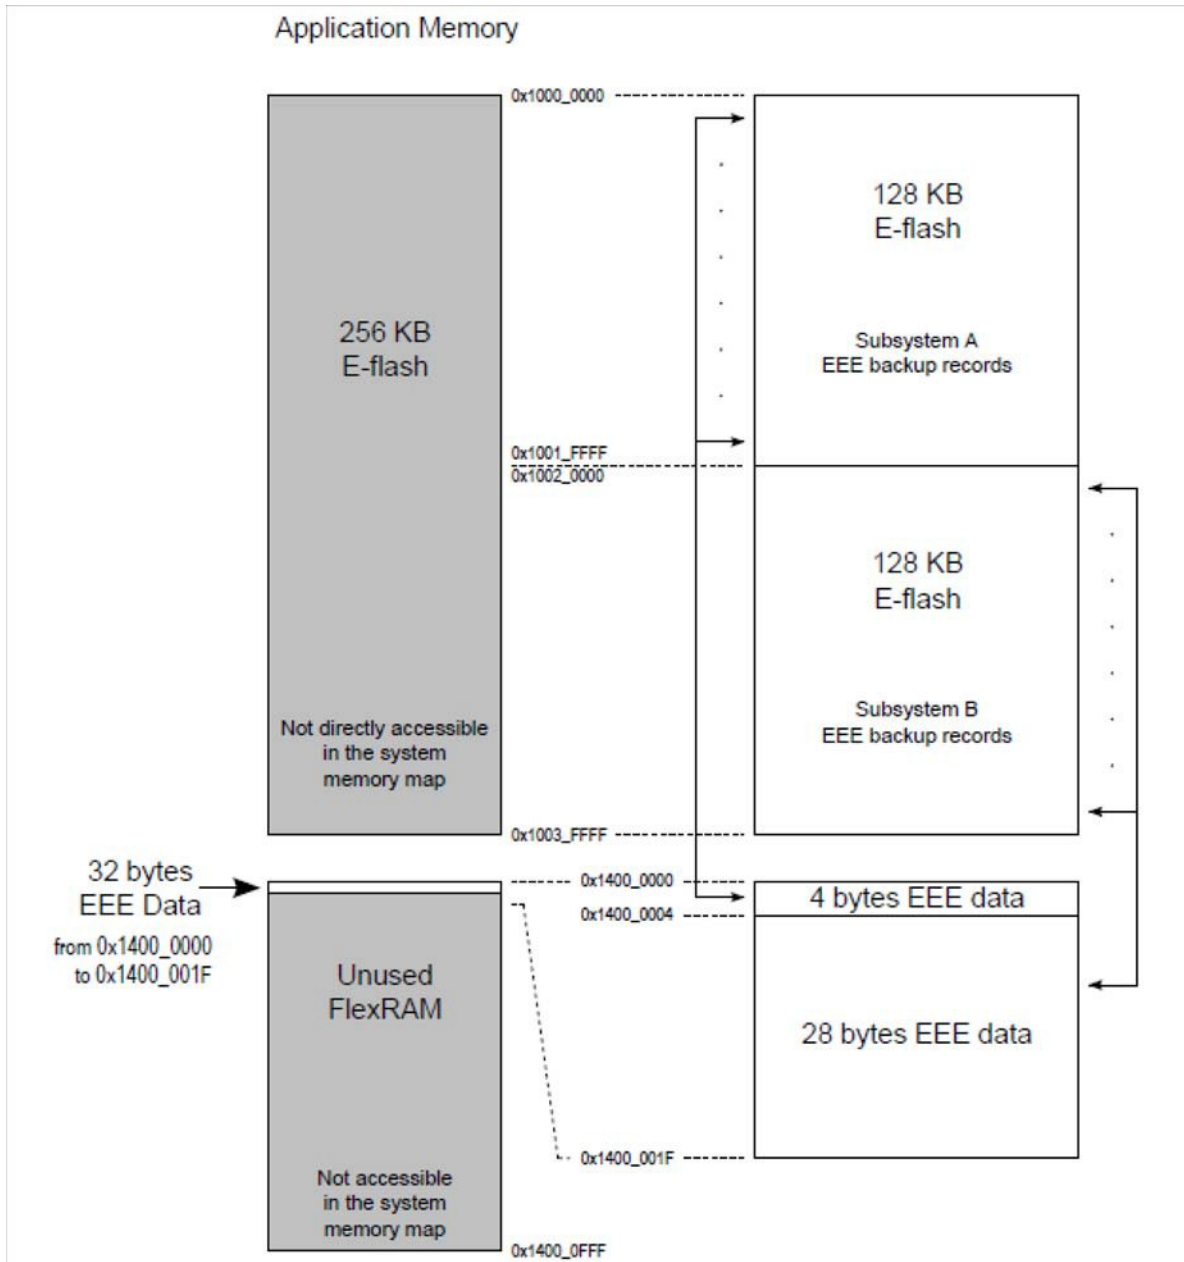 Application Memory
0x1000_0000
128 KB
E-flash
256 KB
E-flash
Subsystem A
EEE backup records
0x1001_FFFF
0x1002_0000
128 KB
E-flash
Not directly accessible
in the system
memory map
Subsystem B
EEE backup records
0x1003_FFFF
32 bytes
EEE Data
from 0x1400_0000
to 0x1400_001F
0x1400_0000
4 bytes EEE data
0x1400_0004
Unused
FlexRAM
28 bytes EEE data
0x1400_001F
Not accessible
in the system
memory map
0x1400_0FFF